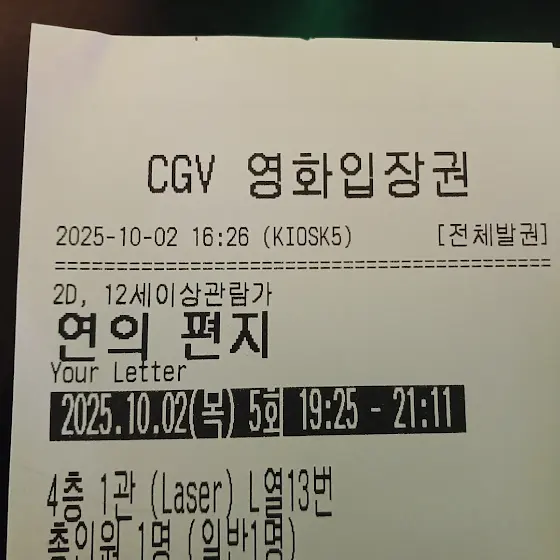 CGV 영화입장권
2025-10-02 16:26 (KIOSK5) [전체발권]
==================================================
2D, 12세이상관람가
연의 편지
Your Letter
2025.10.02(목) 5회 19:25 - 21:11
4층 1관 (Laser) L열13번
총인원 1명 (일반1명)